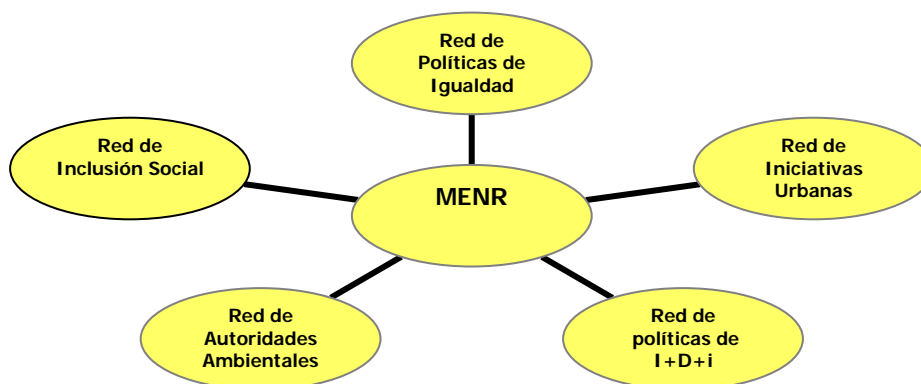 Red de
Políticas de
Igualdad
Red de
Inclusión Social
Red de
Iniciativas
Urbanas
MENR
Red de
Autoridades
Ambientales
Red de
políticas de
I+D+i